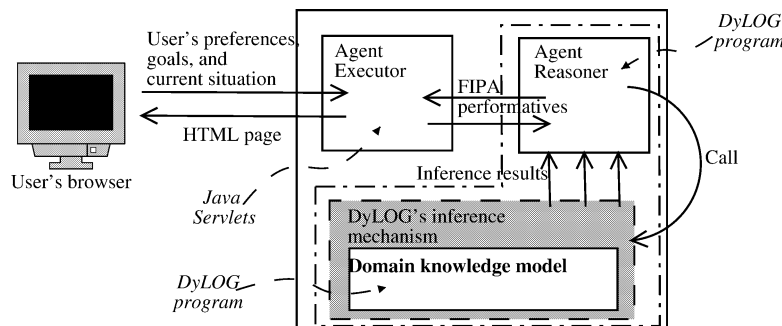 User's preferences,
goals, and
current situation
HTML page
User's browser
Agent
Executor
FIPA
performatives
Agent
Reasoner
DyLOG
program
Call
Inference results
Java
Servlets
DyLOG's inference
mechanism
Domain knowledge model
DyLOG
program